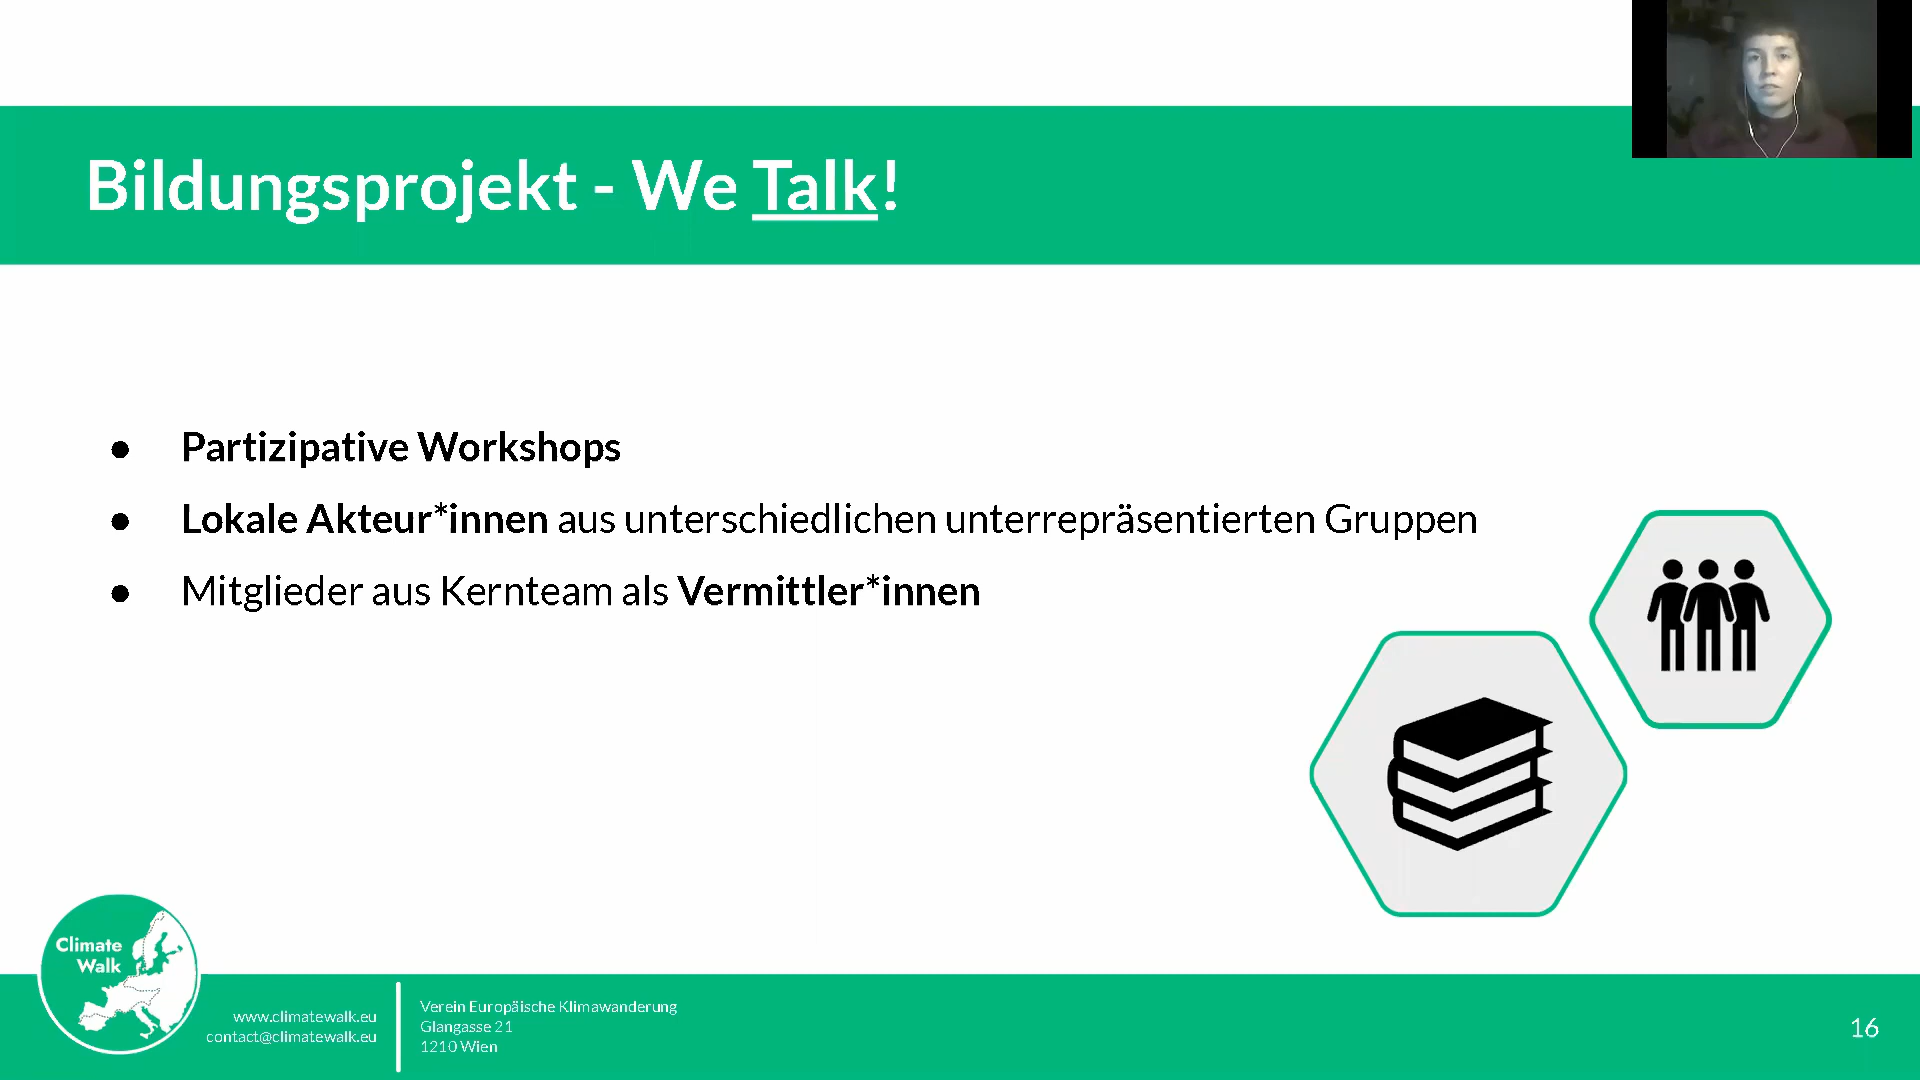 Bildungsprojekt - We Talk!
● Partizipative Workshops
● Lokale Akteur*innen aus unterschiedlichen unterrepräsentierten Gruppen
● Mitglieder aus Kernteam als Vermittler*innen
Climate
Walk
www.climatewalk.eu
contact@climatewalk.eu
Verein Europäische Klimawanderung
Glangasse 21
1210 Wien
16